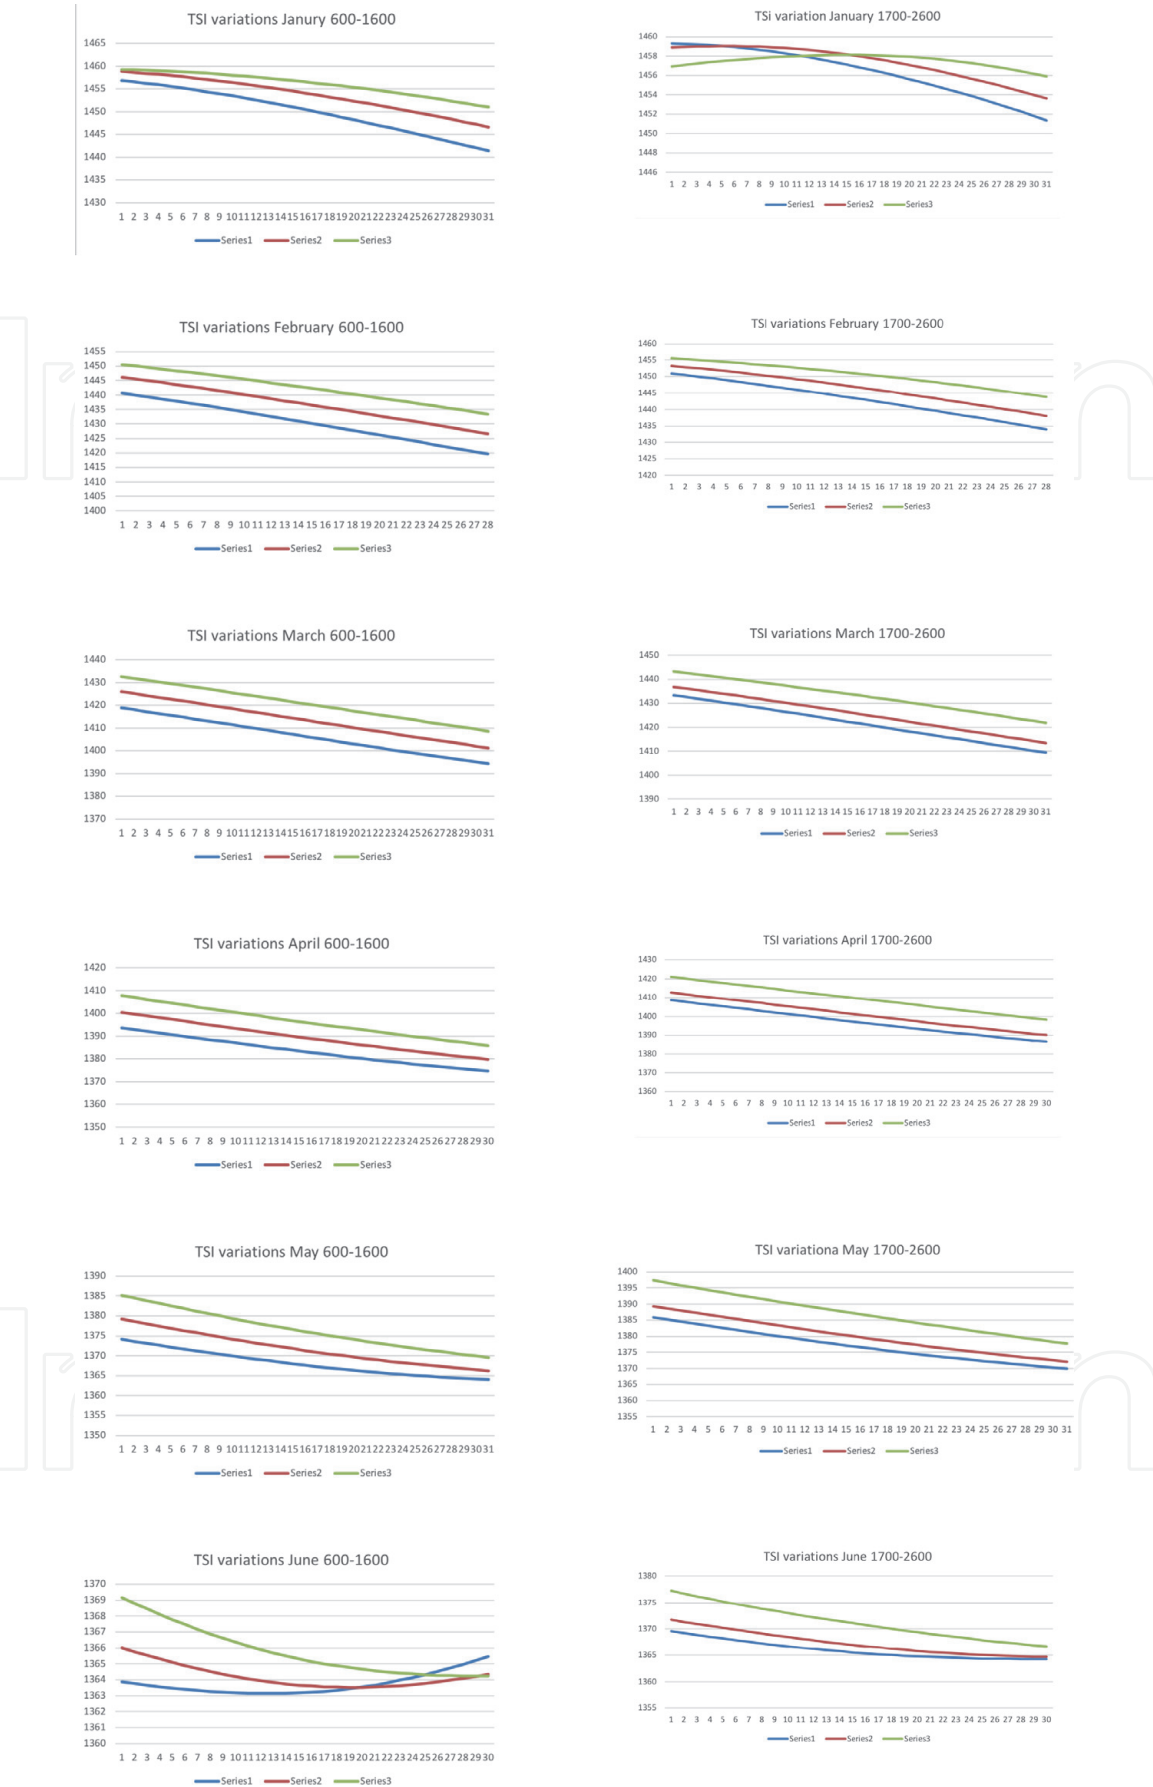 TSI variations Janury 600-1600
1465
1460
1455
1450
1445
1440
1435
1430
1 2 3 4 5 6 7 8 9 10 11 12 13 14 15 16 17 18 19 20 21 22 23 24 25 26 27 28 29 30 31
Series1 Series2 Series3
TSi variation January 1700-2600
1460
1458
1456
1454
1452
1450
1448
1446
1 2 3 4 5 6 7 8 9 10 11 12 13 14 15 16 17 18 19 20 21 22 23 24 25 26 27 28 29 30 31
Series1 Series2 Series3
TSI variations February 600-1600
1455
1450
1445
1440
1435
1430
1425
1420
1415
1410
1405
1400
1 2 3 4 5 6 7 8 9 10 11 12 13 14 15 16 17 18 19 20 21 22 23 24 25 26 27 28
Series1 Series2 Series3
TSI variations February 1700-2600
1460
1455
1450
1445
1440
1435
1430
1425
1420
1 2 3 4 5 6 7 8 9 10 11 12 13 14 15 16 17 18 19 20 21 22 23 24 25 26 27 28
Series1 Series2 Series3
TSI variations March 600-1600
1440
1430
1420
1410
1400
1390
1380
1370
1 2 3 4 5 6 7 8 9 10 11 12 13 14 15 16 17 18 19 20 21 22 23 24 25 26 27 28 29 30 31
Series1 Series2 Series3
TSI variations March 1700-2600
1450
1440
1430
1420
1410
1400
1390
1 2 3 4 5 6 7 8 9 10 11 12 13 14 15 16 17 18 19 20 21 22 23 24 25 26 27 28 29 30 31
Series1 Series2 Series3
TSI variations April 600-1600
1420
1410
1400
1390
1380
1370
1360
1350
1 2 3 4 5 6 7 8 9 10 11 12 13 14 15 16 17 18 19 20 21 22 23 24 25 26 27 28 29 30
Series1 Series2 Series3
TSI variations April 1700-2600
1430
1420
1410
1400
1390
1380
1370
1360
1 2 3 4 5 6 7 8 9 10 11 12 13 14 15 16 17 18 19 20 21 22 23 24 25 26 27 28 29 30
Series1 Series2 Series3
TSI variations May 600-1600
1390
1385
1380
1375
1370
1365
1360
1355
1350
1 2 3 4 5 6 7 8 9 10 11 12 13 14 15 16 17 18 19 20 21 22 23 24 25 26 27 28 29 30 31
Series1 Series2 Series3
TSI variationa May 1700-2600
1400
1395
1390
1385
1380
1375
1370
1365
1360
1355
1 2 3 4 5 6 7 8 9 10 11 12 13 14 15 16 17 18 19 20 21 22 23 24 25 26 27 28 29 30 31
Series1 Series2 Series3
TSI variations June 600-1600
1370
1369
1368
1367
1366
1365
1364
1363
1362
1361
1360
1 2 3 4 5 6 7 8 9 10 11 12 13 14 15 16 17 18 19 20 21 22 23 24 25 26 27 28 29 30
Series1 Series2 Series3
TSI variations June 1700-2600
1380
1375
1370
1365
1360
1355
1 2 3 4 5 6 7 8 9 10 11 12 13 14 15 16 17 18 19 20 21 22 23 24 25 26 27 28 29 30
Series1 Series2 Series3